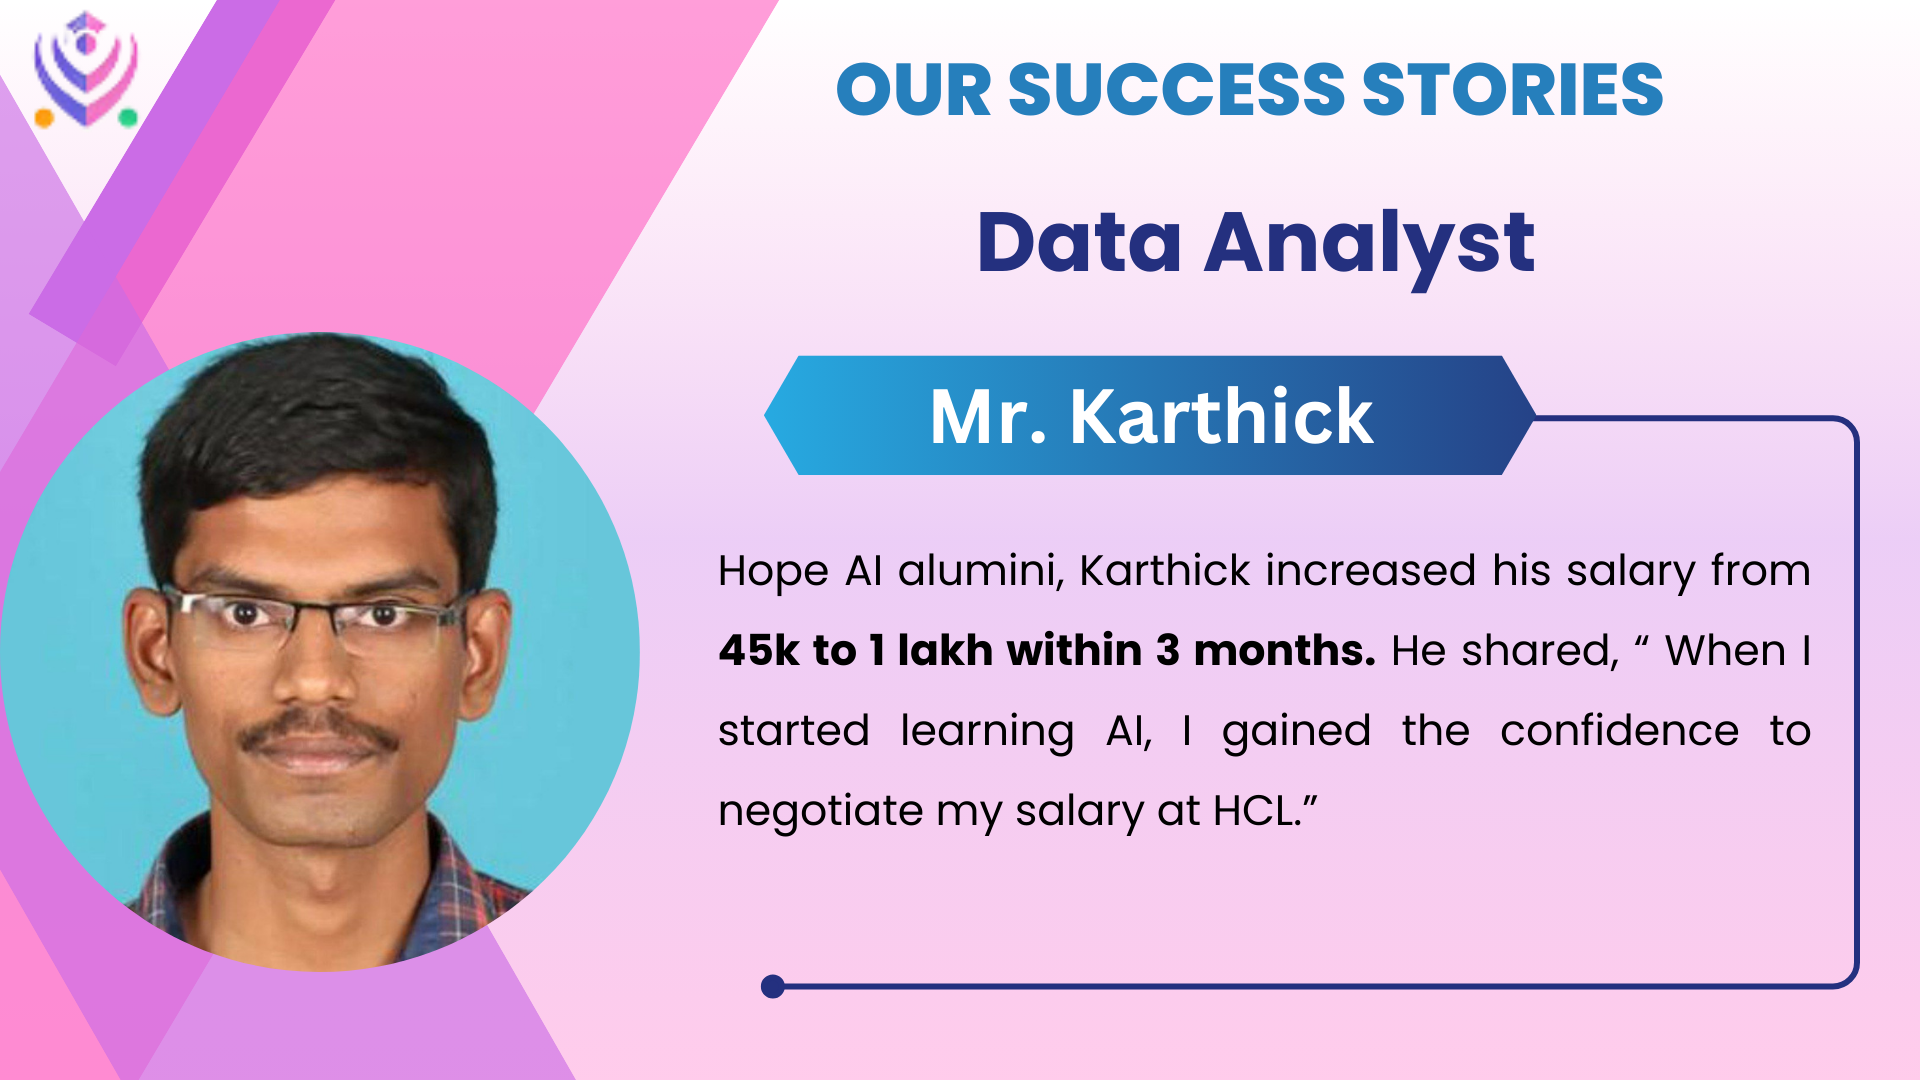 OUR SUCCESS STORIES
Data Analyst
Mr. Karthick
Hope AI alumini, Karthick increased his salary from
45k to 1 lakh within 3 months. He shared, “ When I
started learning AI, I gained the confidence to
negotiate my salary at HCL.”